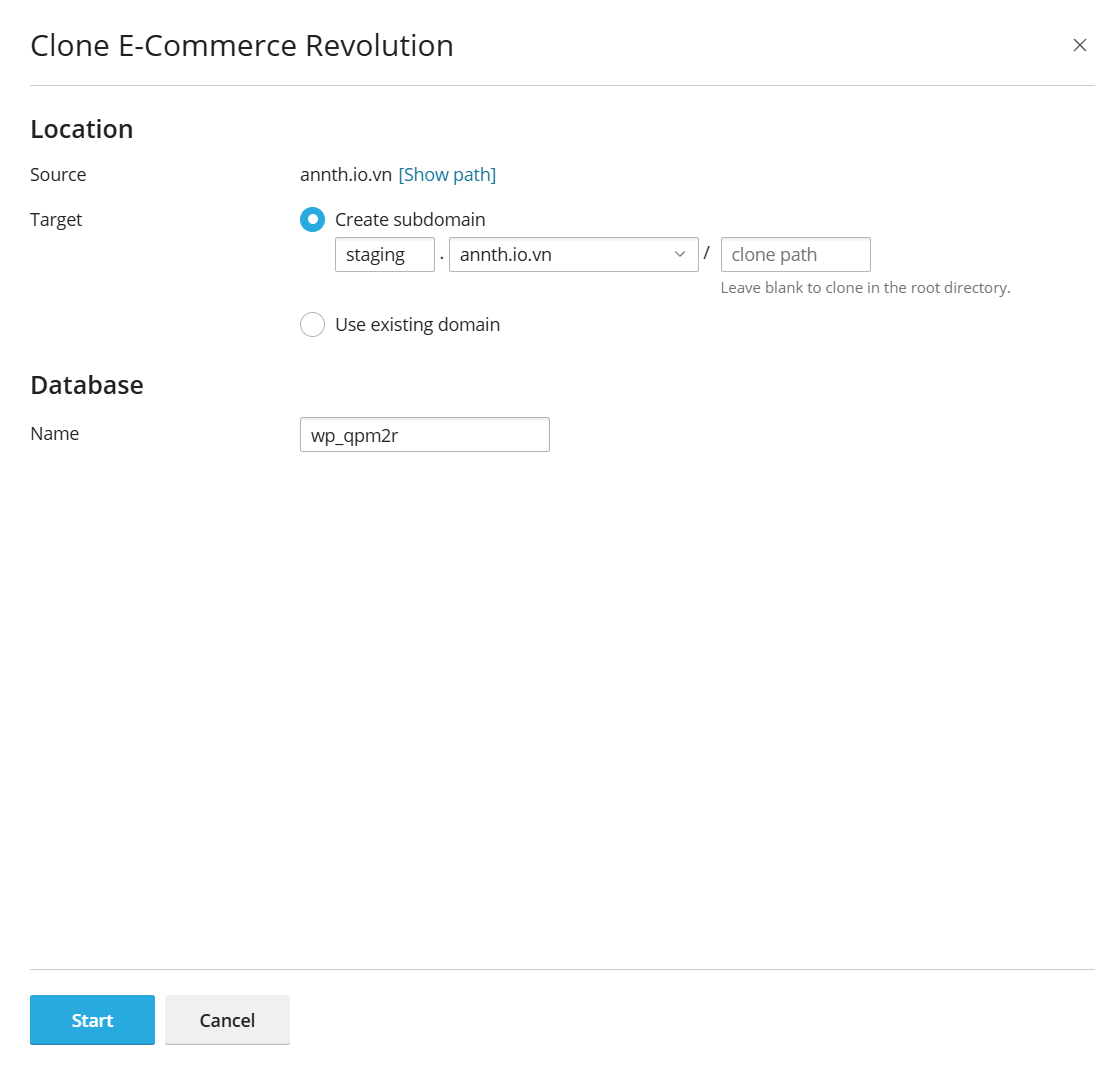 Clone E-Commerce Revolution
Location
Source annth.io.vn [Show path]
Target Create subdomain
staging . annth.io.vn / clone path
Leave blank to clone in the root directory.
Use existing domain
Database
Name wp_qpm2r
Start Cancel